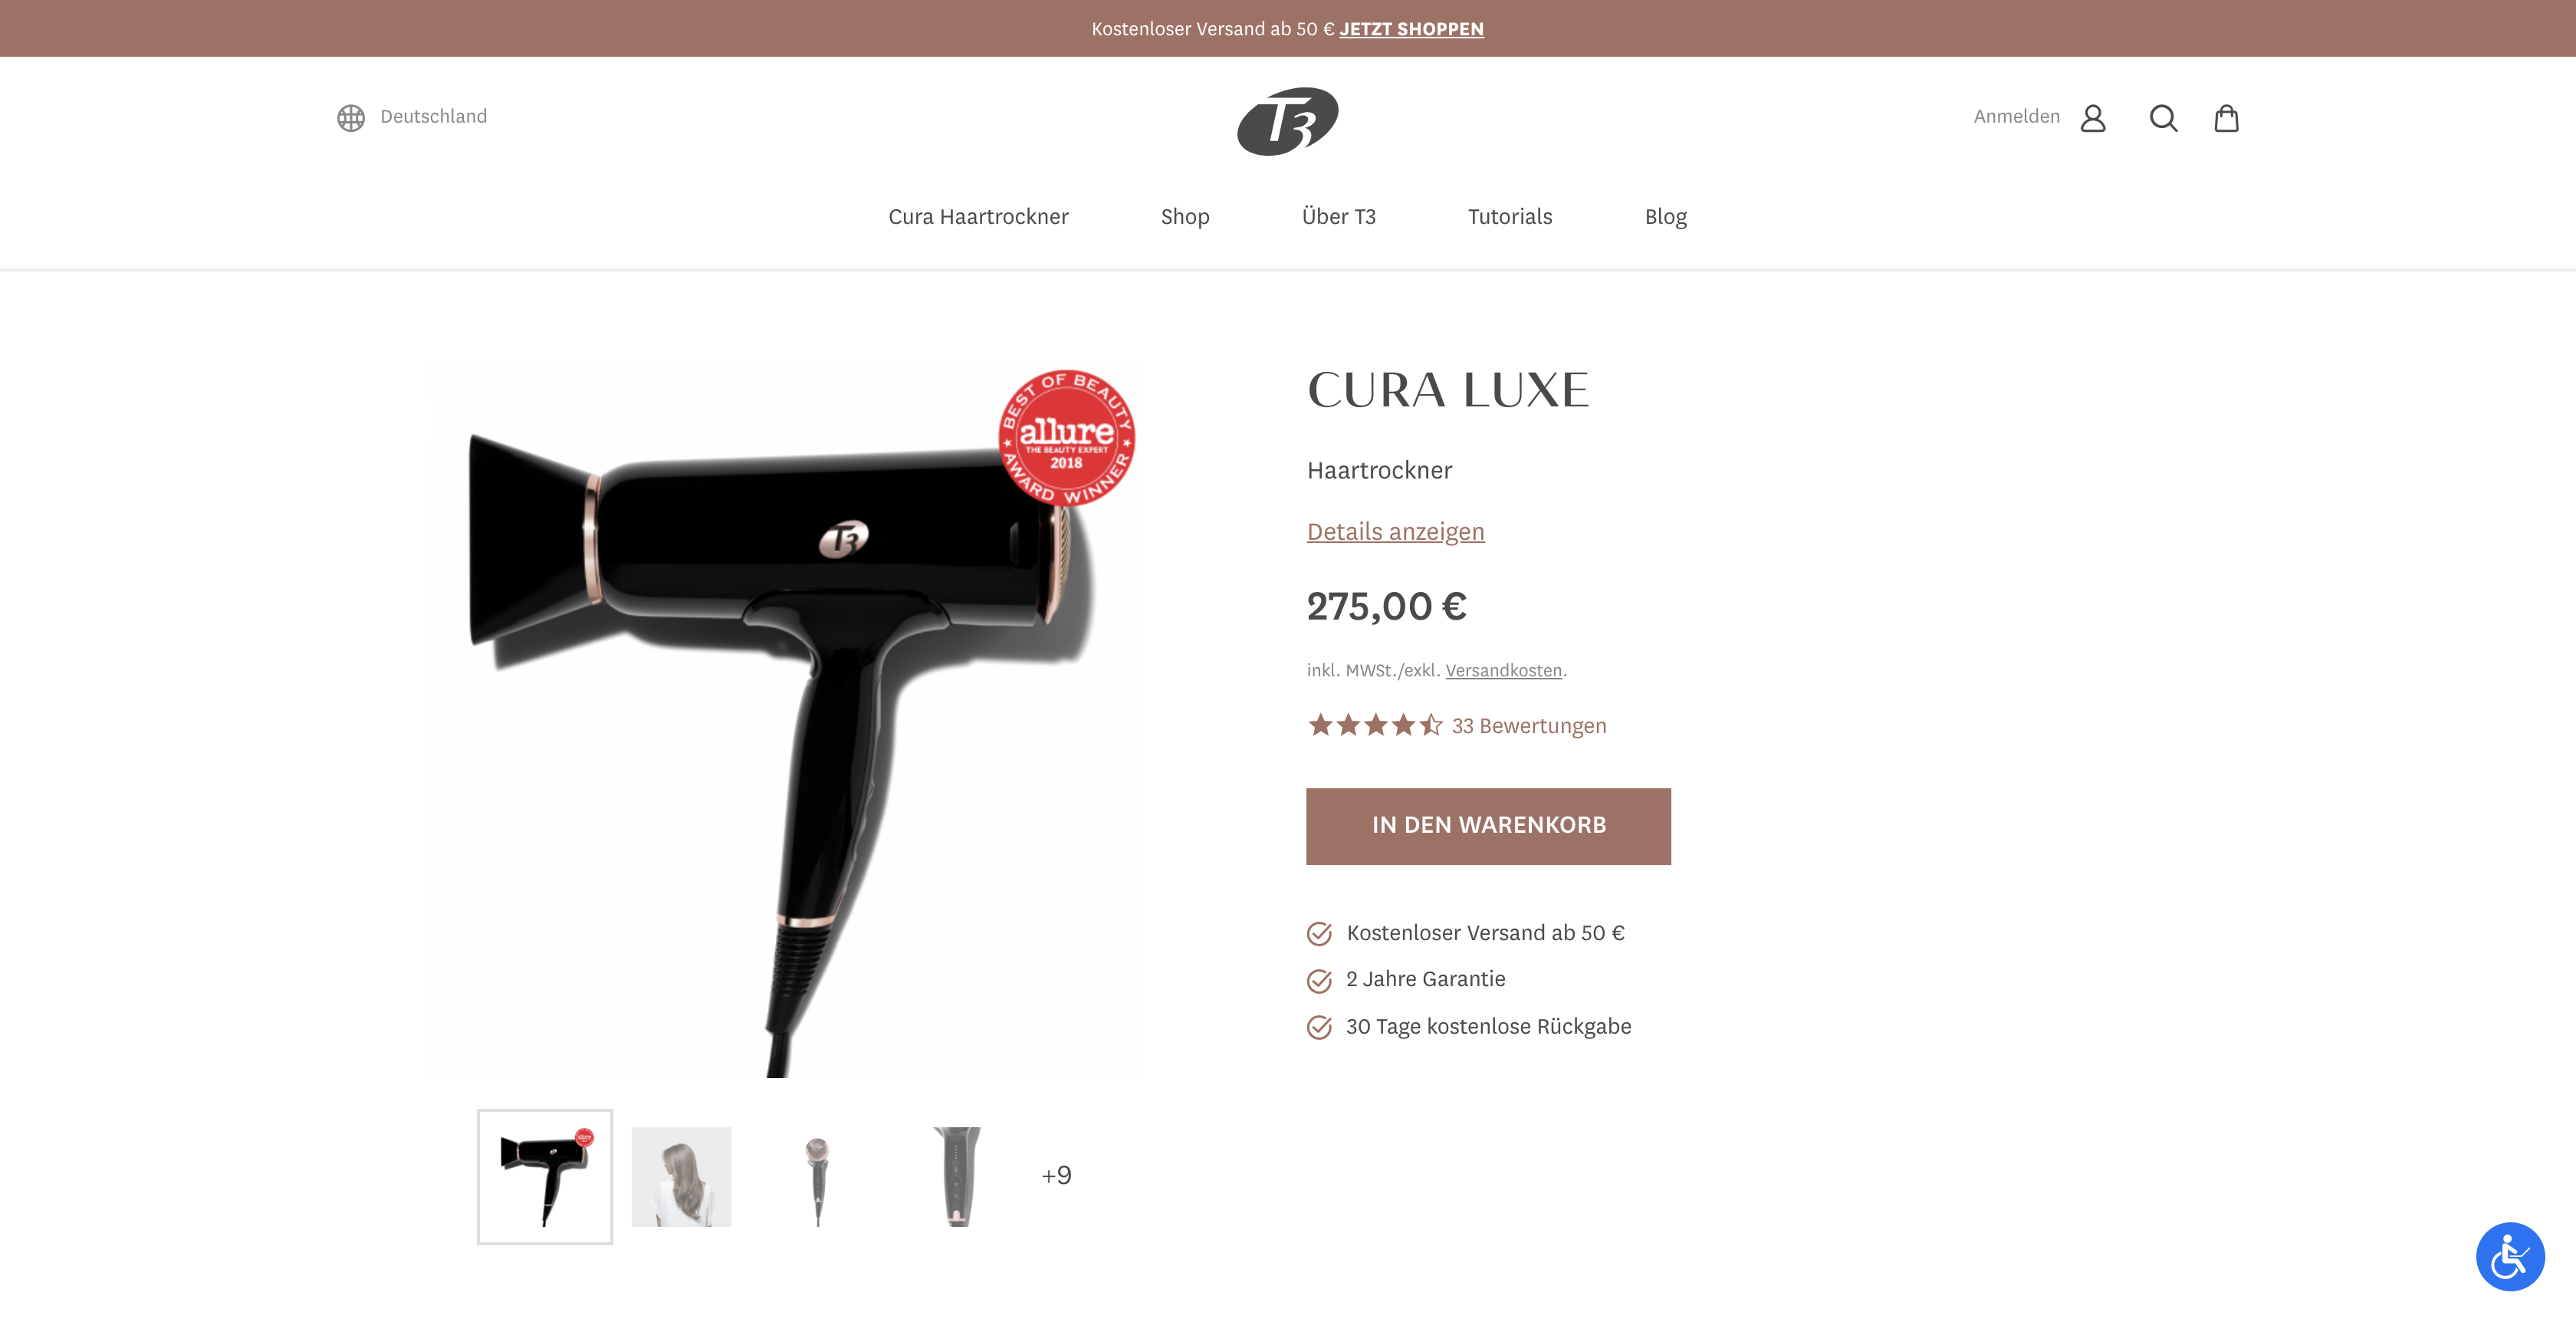 Kostenloser Versand ab 50 € JETZT SHOPPEN
Deutschland
T3
Anmelden
Cura Haartrockner
Shop
Über T3
Tutorials
Blog
BEST OF BEAUTY
allure
THE BEAUTY EXPERT
2018
AWARD WINNER
T3
CURA LUXE
Haartrockner
Details anzeigen
275,00 €
inkl. MWSt./exkl. Versandkosten.
33 Bewertungen
IN DEN WARENKORB
Kostenloser Versand ab 50 €
2 Jahre Garantie
30 Tage kostenlose Rückgabe
allure
+9